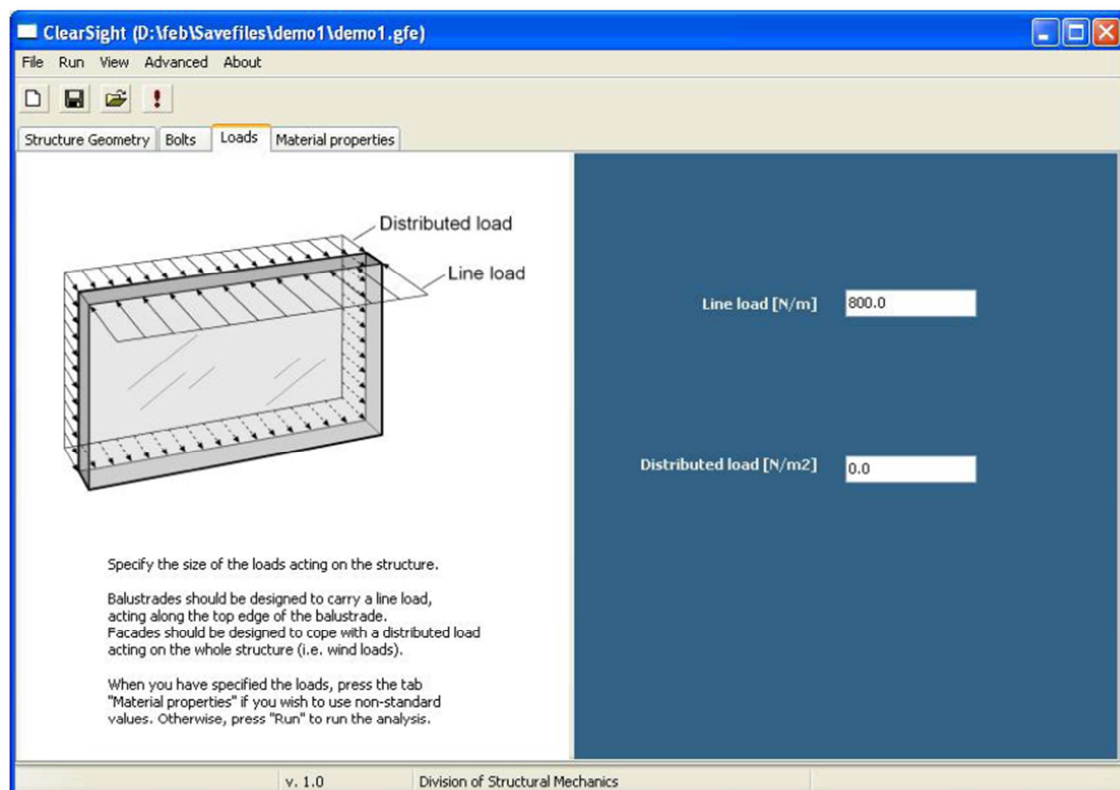 ClearSight (D:\feb\Savefiles\demo1\demo1.gfe)
File Run View Advanced About
Structure Geometry Bolts Loads Material properties
Distributed load
Line load
Line load [N/m] 800.0
Distributed load [N/m2] 0.0
Specify the size of the loads acting on the structure.
Balustrades should be designed to carry a line load,
acting along the top edge of the balustrade.
Facades should be designed to cope with a distributed load
acting on the whole structure (i.e. wind loads).
When you have specified the loads, press the tab
"Material properties" if you wish to use non-standard
values. Otherwise, press "Run" to run the analysis.
v. 1.0 Division of Structural Mechanics